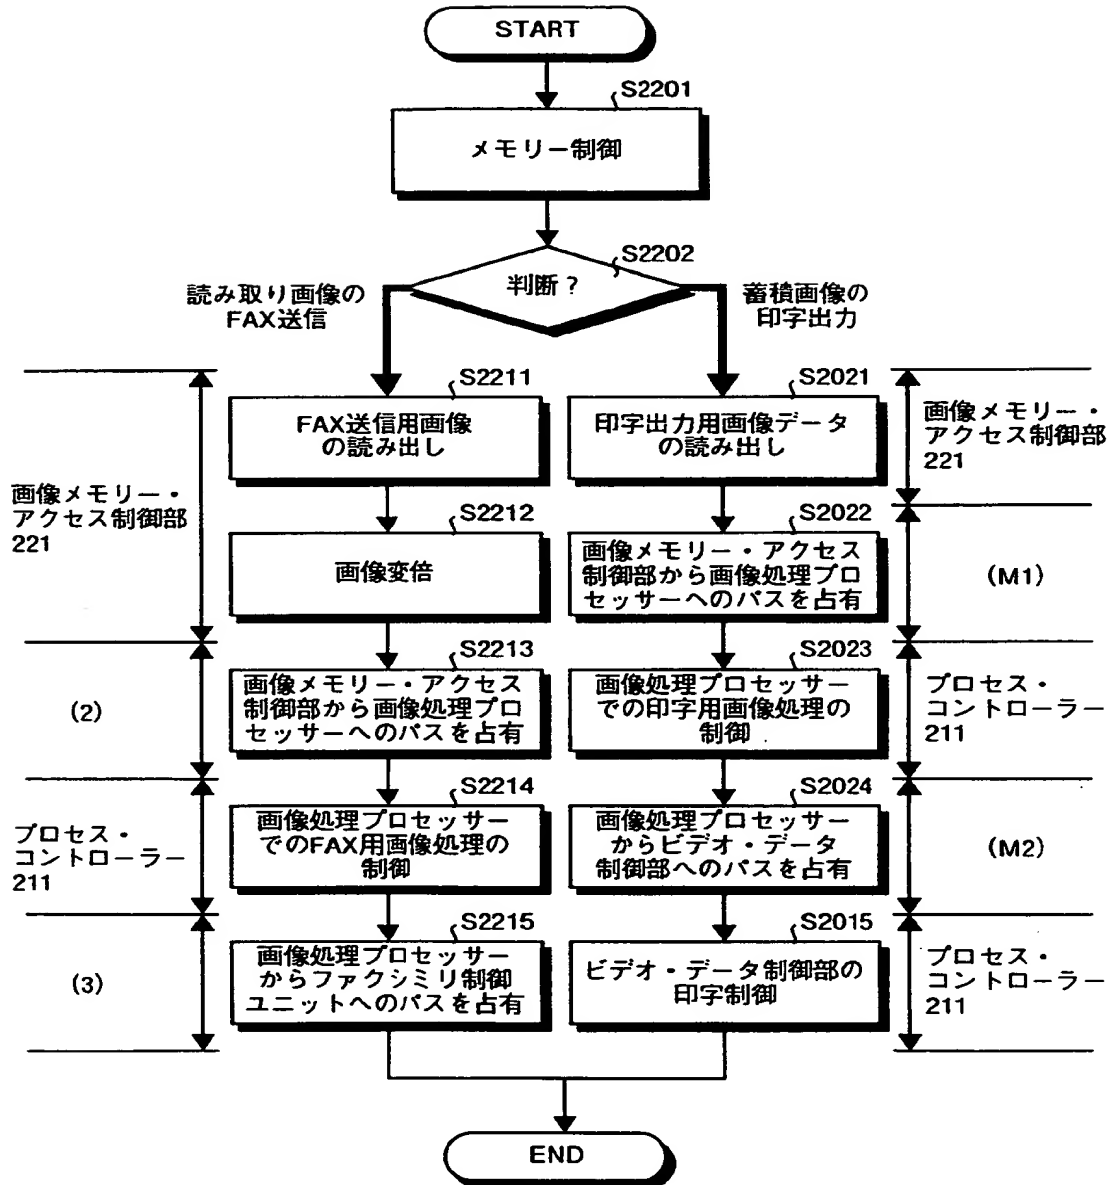 START
S2201
メモリー制御
S2202
判断？
読み取り画像の
FAX送信
蓄積画像の
印字出力
S2211
FAX送信用画像
の読み出し
S2021
印字出力用画像データ
の読み出し
画像メモリー・
アクセス制御部
221
画像メモリー・
アクセス制御部
221
S2212
画像変倍
S2022
画像メモリー・アクセス
制御部から画像処理プロ
セッサーへのバスを占有
(M1)
(2)
S2213
画像メモリー・アクセス
制御部から画像処理プロ
セッサーへのバスを占有
S2023
画像処理プロセッサー
での印字用画像処理の
制御
プロセス・
コントローラー
211
プロセス・
コントローラー
211
S2214
画像処理プロセッサー
でのFAX用画像処理の
制御
S2024
画像処理プロセッサー
からビデオ・データ
制御部へのバスを占有
(M2)
(3)
S2215
画像処理プロセッサー
からファクシミリ制御
ユニットへのバスを占有
S2015
ビデオ・データ制御部の
印字制御
プロセス・
コントローラー
211
END